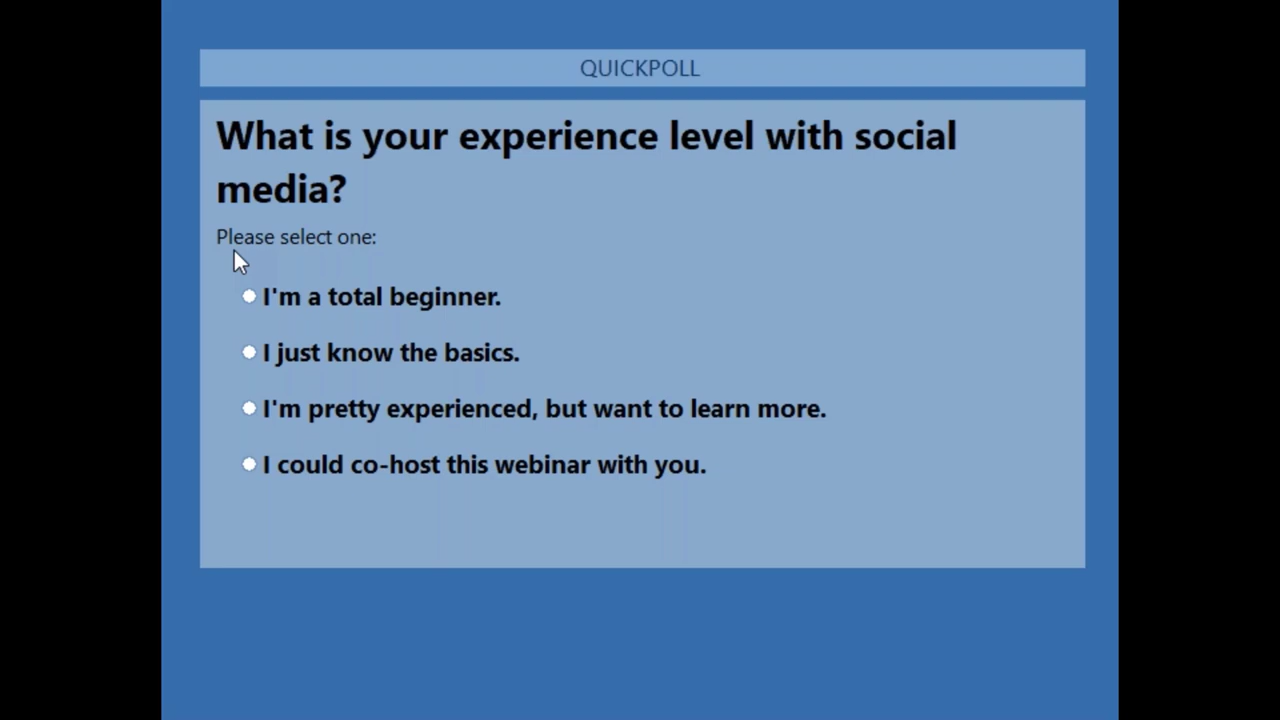 QUICKPOLL
What is your experience level with social
media?
Please select one:
I'm a total beginner.
I just know the basics.
I'm pretty experienced, but want to learn more.
I could co-host this webinar with you.